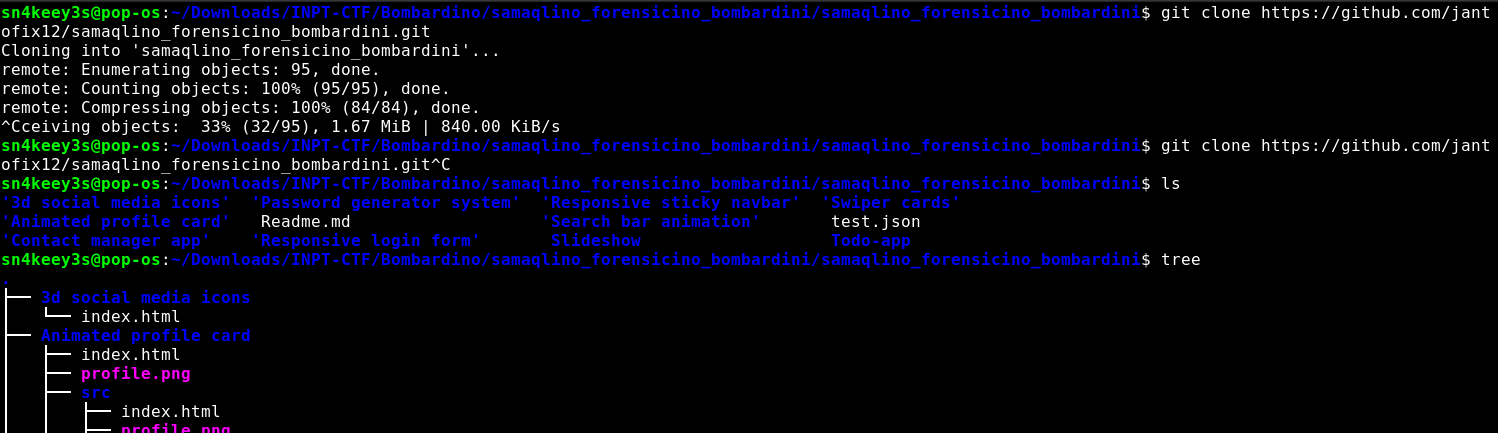 sn4keey3s@pop-os:~/Downloads/INPT-CTF/Bombardino/samaqlino_forensicino_bombardini/samaqlino_forensicino_bombardini$ git clone https://github.com/jant
ofix12/samaqlino_forensicino_bombardini.git
Cloning into 'samaqlino_forensicino_bombardini'...
remote: Enumerating objects: 95, done.
remote: Counting objects: 100% (95/95), done.
remote: Compressing objects: 100% (84/84), done.
^Cceiving objects:  33% (32/95), 1.67 MiB | 840.00 KiB/s
sn4keey3s@pop-os:~/Downloads/INPT-CTF/Bombardino/samaqlino_forensicino_bombardini/samaqlino_forensicino_bombardini$ git clone https://github.com/jant
ofix12/samaqlino_forensicino_bombardini.git^C
sn4keey3s@pop-os:~/Downloads/INPT-CTF/Bombardino/samaqlino_forensicino_bombardini/samaqlino_forensicino_bombardini$ ls
'3d social media icons'  'Password generator system'  'Responsive sticky navbar'  'Swiper cards'
'Animated profile card'   Readme.md                   'Search bar animation'       test.json
'Contact manager app'    'Responsive login form'       Slideshow                   Todo-app
sn4keey3s@pop-os:~/Downloads/INPT-CTF/Bombardino/samaqlino_forensicino_bombardini/samaqlino_forensicino_bombardini$ tree
.
├── 3d social media icons
│   └── index.html
├── Animated profile card
│   ├── index.html
│   ├── profile.png
│   ├── src
│   │   ├── index.html
│   │   ├── profile.png